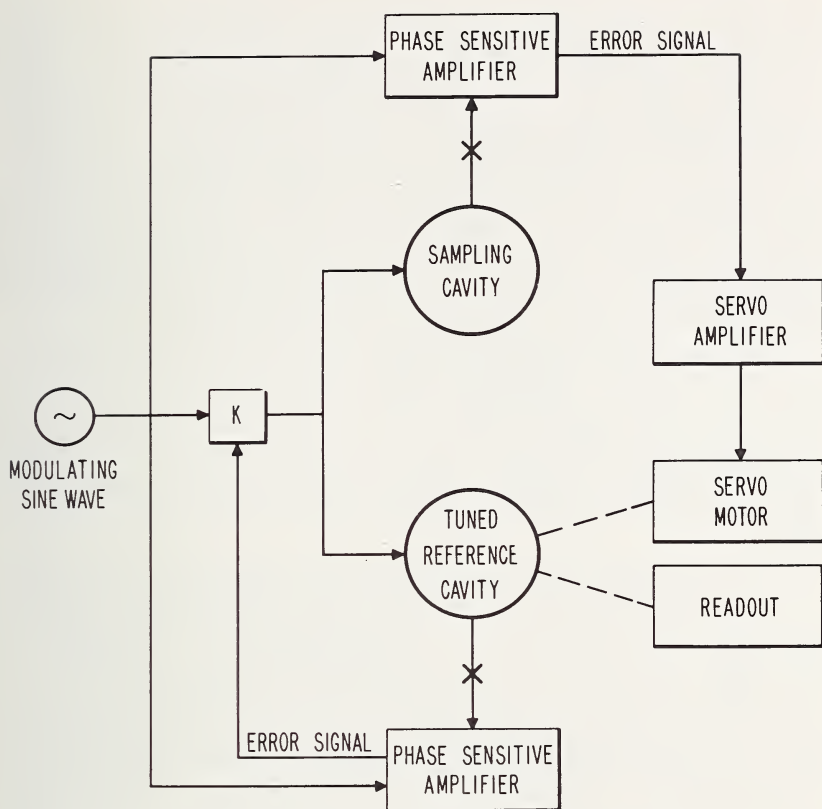 PHASE SENSITIVE
AMPLIFIER
ERROR SIGNAL
SAMPLING
CAVITY
SERVO
AMPLIFIER
~
K
MODULATING
SINE WAVE
SERVO
MOTOR
TUNED
REFERENCE
CAVITY
READOUT
ERROR SIGNAL
PHASE SENSITIVE
AMPLIFIER